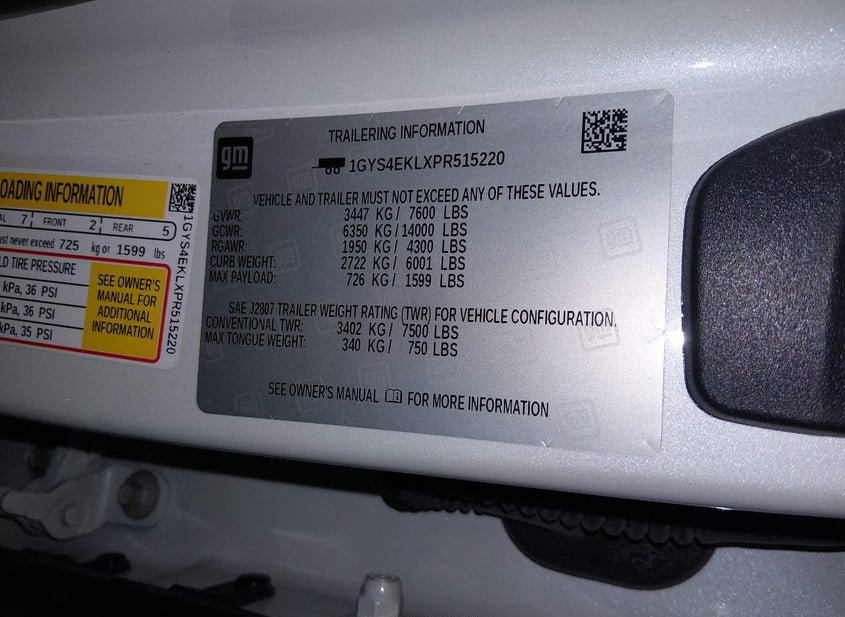 OADING INFORMATION
AL 7 FRONT 2 REAR 5
ust never exceed 725 kg or 1599 lbs
LD TIRE PRESSURE
kPa, 36 PSI
kPa, 36 PSI
kPa, 35 PSI
SEE OWNER'S
MANUAL FOR
ADDITIONAL
INFORMATION
1GYS4EKLXPR515220
gm
TRAILERING INFORMATION
1GYS4EKLXPR515220
VEHICLE AND TRAILER MUST NOT EXCEED ANY OF THESE VALUES.
GVWR: 3447 KG / 7600 LBS
GCWR: 6350 KG / 14000 LBS
RGAWR: 1950 KG / 4300 LBS
CURB WEIGHT: 2722 KG / 6001 LBS
MAX PAYLOAD: 726 KG / 1599 LBS
SAE J2807 TRAILER WEIGHT RATING (TWR) FOR VEHICLE CONFIGURATION.
CONVENTIONAL TWR: 3402 KG / 7500 LBS
MAX TONGUE WEIGHT: 340 KG / 750 LBS
SEE OWNER'S MANUAL FOR MORE INFORMATION